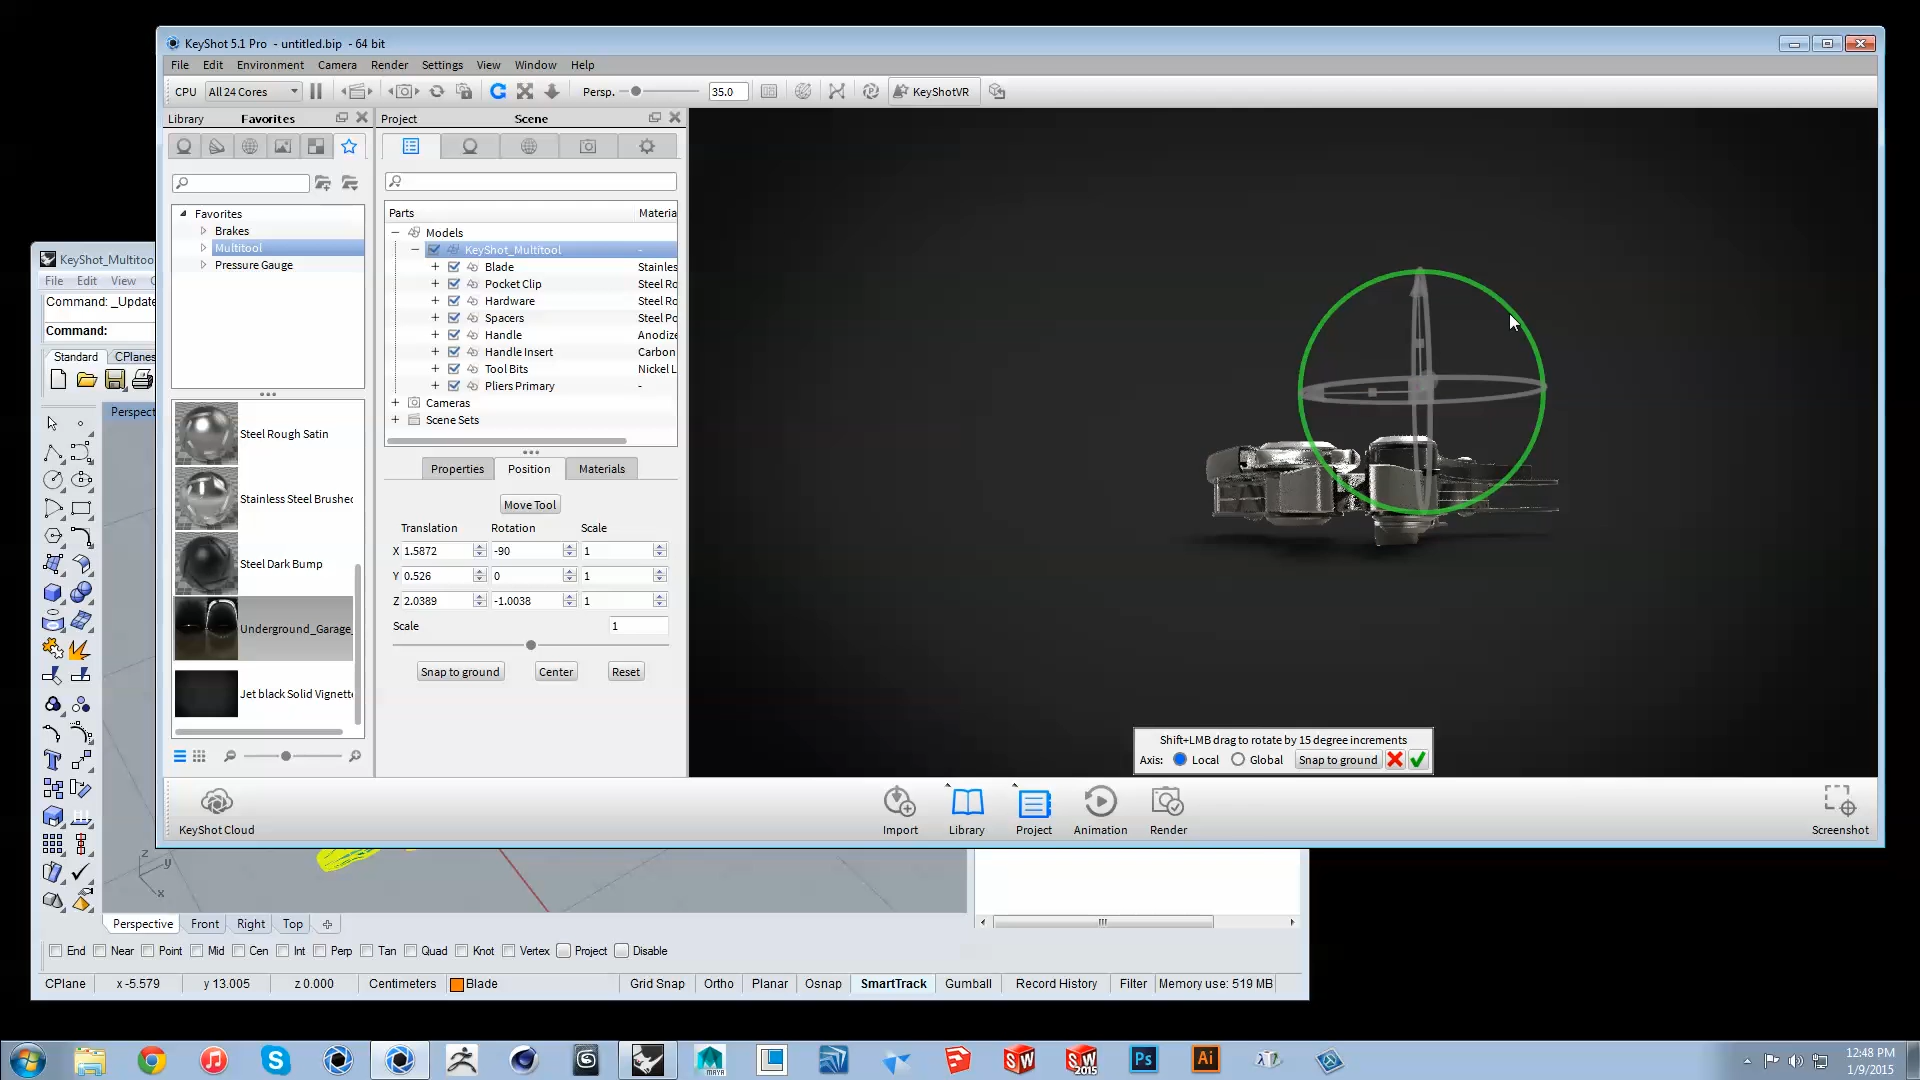 KeyShot 5.1 Pro - untitled.bip - 64 bit
File Edit Environment Camera Render Settings View Window Help
CPU All 24 Cores Persp. 35.0 KeyShotVR
Library Favorites Project Scene
Favorites
Brakes
Multitool
Pressure Gauge
Steel Rough Satin
Stainless Steel Brushed
Steel Dark Bump
Underground_Garage_
Jet black Solid Vignette
Parts Materia
Models
KeyShot_Multitool -
Blade Stainles
Pocket Clip Steel Ro
Hardware Steel Ro
Spacers Steel Po
Handle Anodize
Handle Insert Carbon
Tool Bits Nickel L
Pliers Primary -
Cameras
Scene Sets
Properties Position Materials
Move Tool
Translation Rotation Scale
X 1.5872 -90 1
Y 0.526 0 1
Z 2.0389 -1.0038 1
Scale 1
Snap to ground Center Reset
Shift+LMB drag to rotate by 15 degree increments
Axis: Local Global Snap to ground
KeyShot Cloud Import Library Project Animation Render Screenshot
KeyShot_Multitoo
File Edit View
Command: _Update
Command:
Standard CPlanes
Perspect
z y x
Perspective Front Right Top
End Near Point Mid Cen Int Perp Tan Quad Knot Vertex Project Disable
CPlane x -5.579 y 13.005 z 0.000 Centimeters Blade Grid Snap Ortho Planar Osnap SmartTrack Gumball Record History Filter Memory use: 519 MB
MAYA SW SW 2015 Ps Ai
12:48 PM
1/9/2015